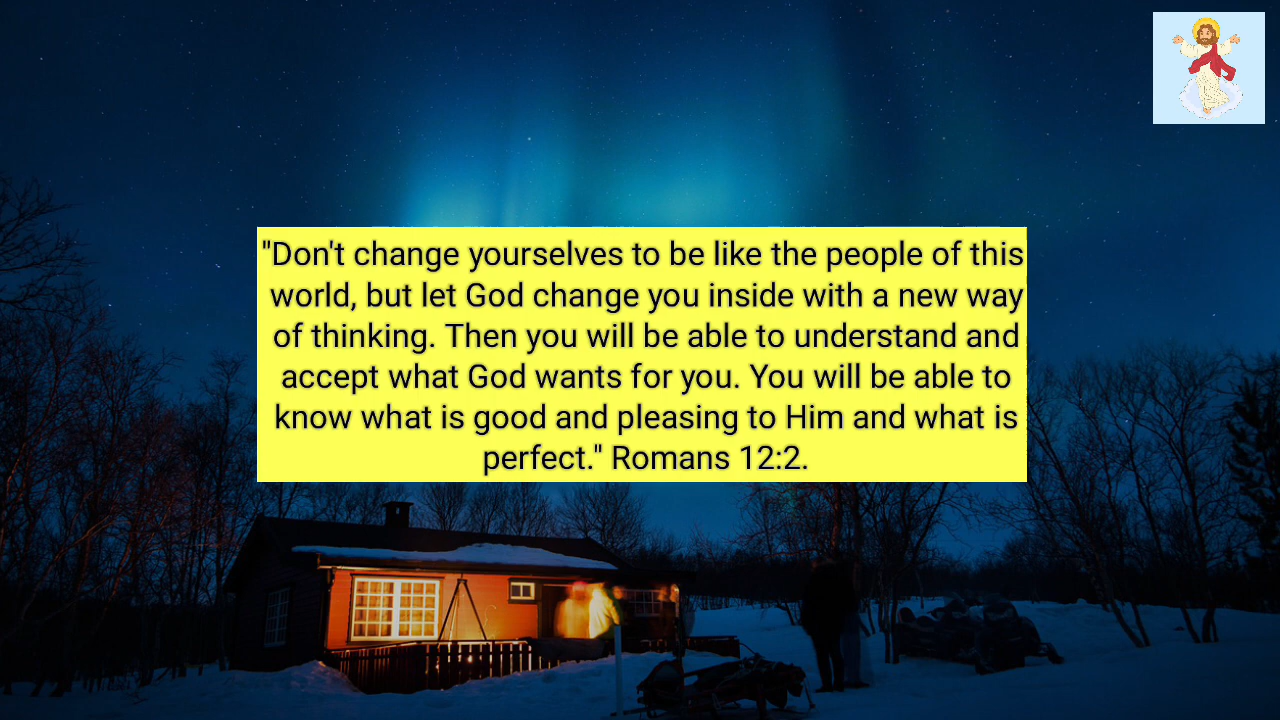 "Don't change yourselves to be like the people of this
world, but let God change you inside with a new way
of thinking. Then you will be able to understand and
accept what God wants for you. You will be able to
know what is good and pleasing to Him and what is
perfect." Romans 12:2.